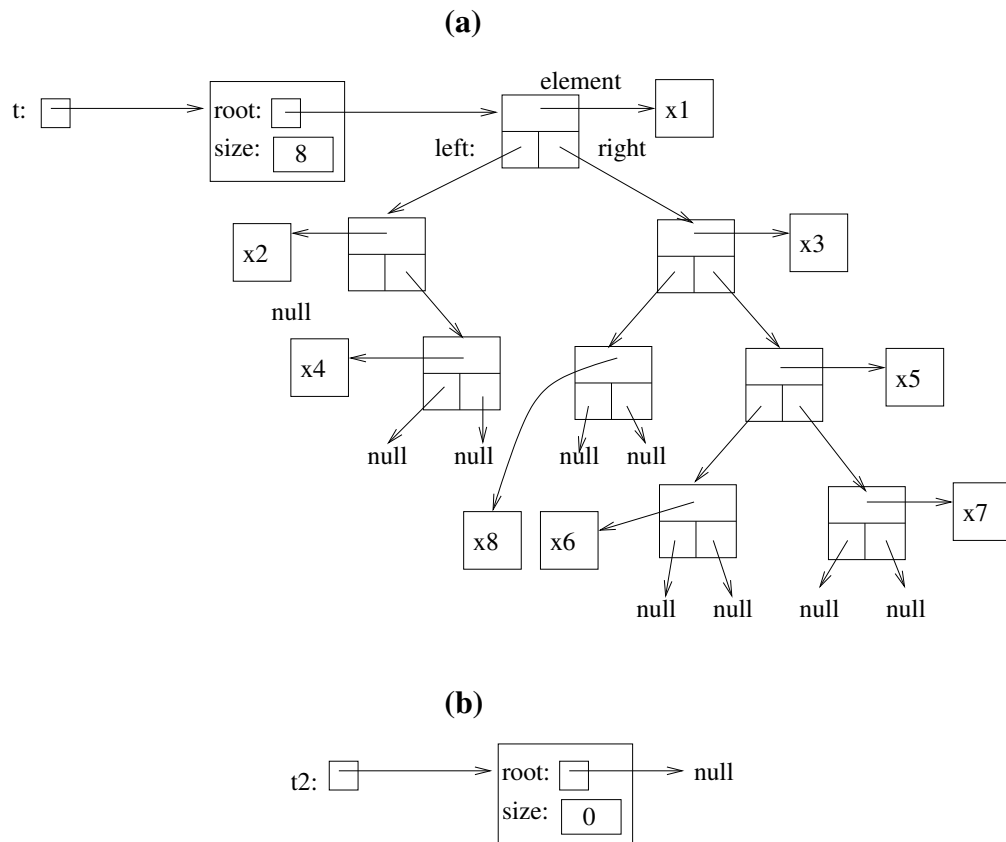 (a)
element
t:
root:
x1
size:
8
left:
right
x2
x3
null
x4
x5
null
null
null
null
x8
x6
x7
null
null
null
null
(b)
t2:
root:
null
size:
0